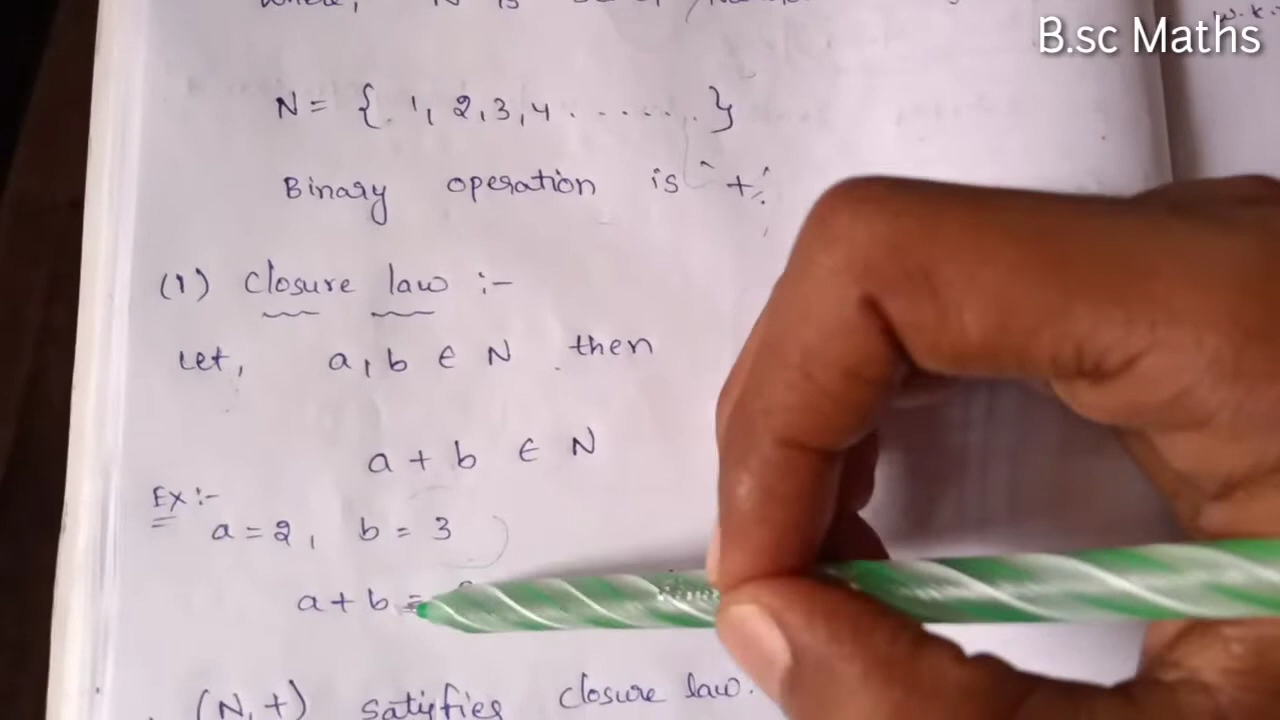 B.sc Maths
N = { 1, 2, 3, 4 . . . . . . . }
Binary operation is "+".
(1) closure law :-
Let, a, b ∈ N then
a + b ∈ N
Ex :-
a = 2, b = 3
a + b =
(N, +) satisfies closure law.